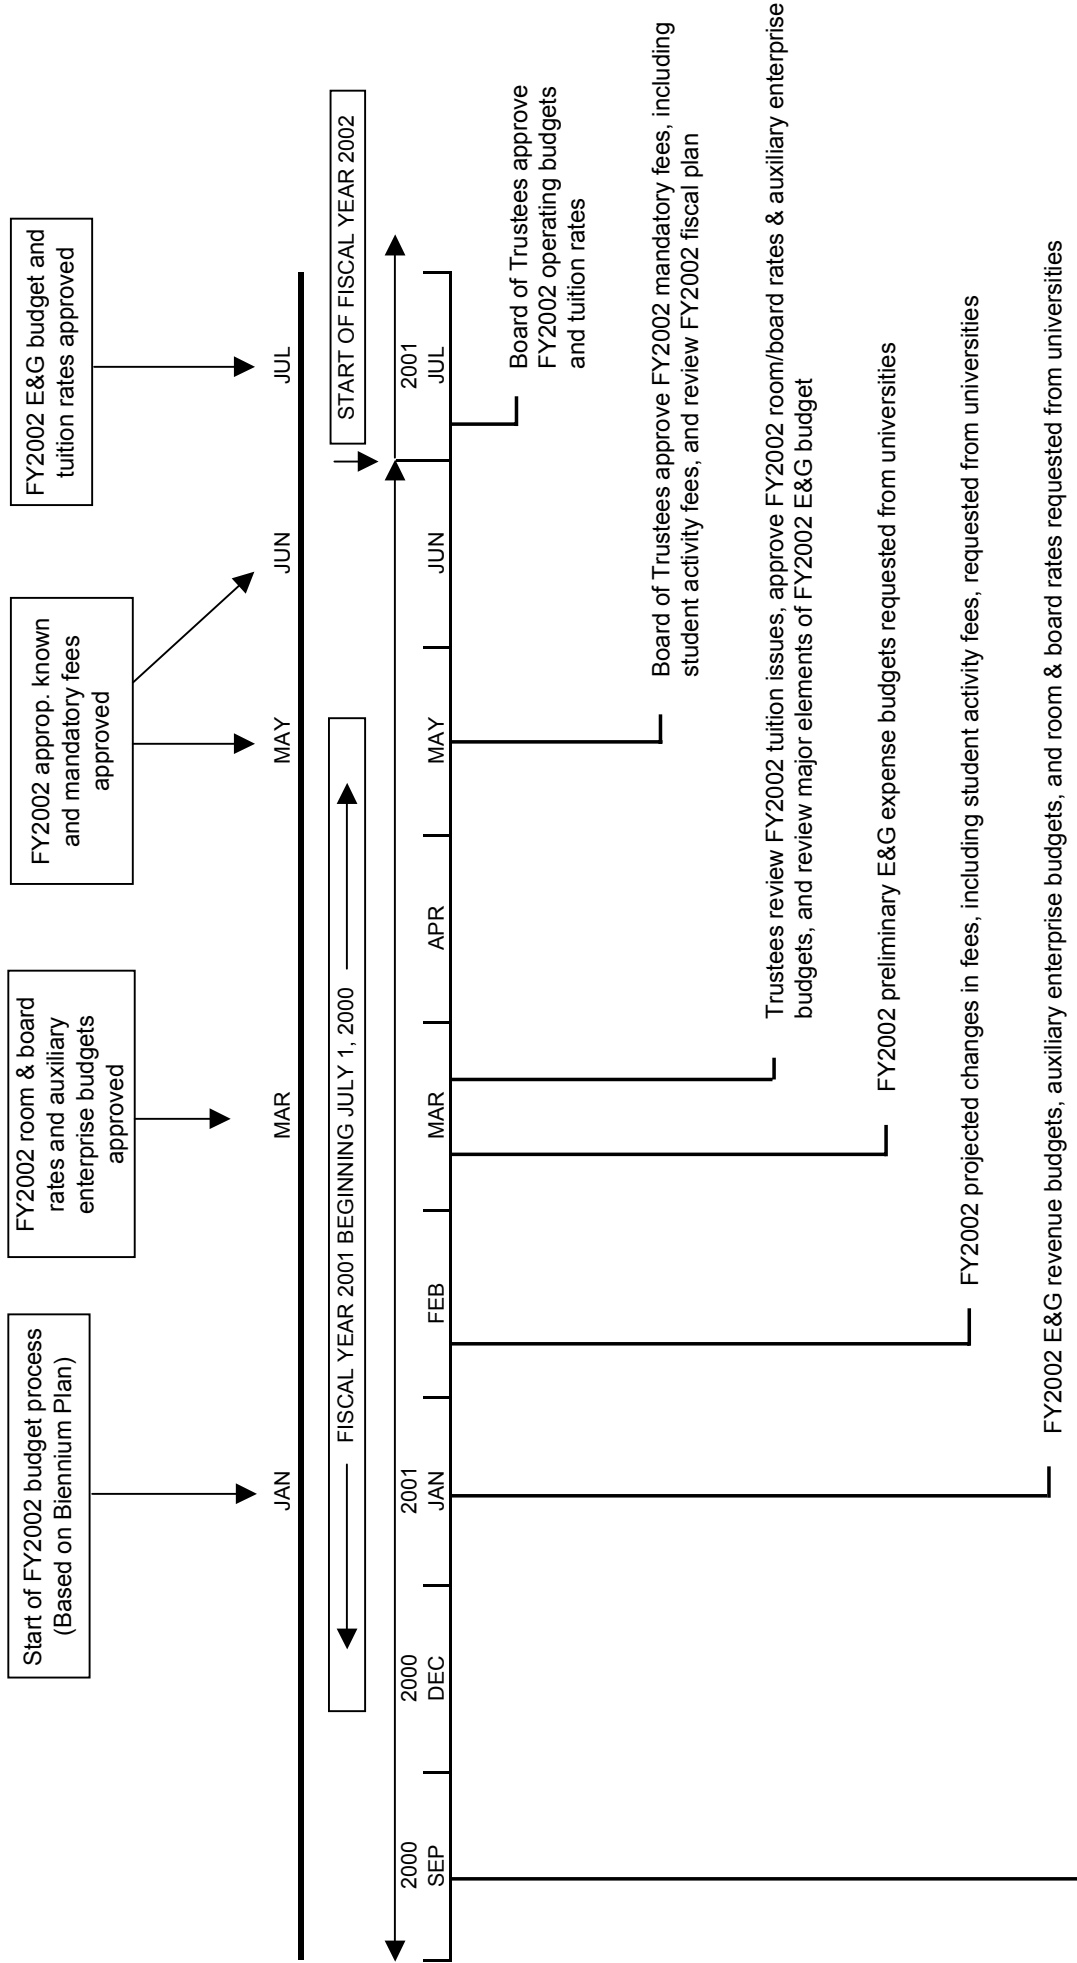 Start of FY2002 budget process
(Based on Biennium Plan)
FY2002 room & board
rates and auxiliary
enterprise budgets
approved
FY2002 approp. known
and mandatory fees
approved
FY2002 E&G budget and
tuition rates approved
JAN
MAR
MAY
JUN
JUL
FISCAL YEAR 2001 BEGINNING JULY 1, 2000
START OF FISCAL YEAR 2002
2000
2000
2001
2001
SEP
DEC
JAN
FEB
MAR
APR
MAY
JUN
JUL
Board of Trustees approve
FY2002 operating budgets
and tuition rates
Board of Trustees approve FY2002 mandatory fees, including
student activity fees, and review FY2002 fiscal plan
Trustees review FY2002 tuition issues, approve FY2002 room/board rates & auxiliary enterprise
budgets, and review major elements of FY2002 E&G budget
FY2002 preliminary E&G expense budgets requested from universities
FY2002 projected changes in fees, including student activity fees, requested from universities
FY2002 E&G revenue budgets, auxiliary enterprise budgets, and room & board rates requested from universities